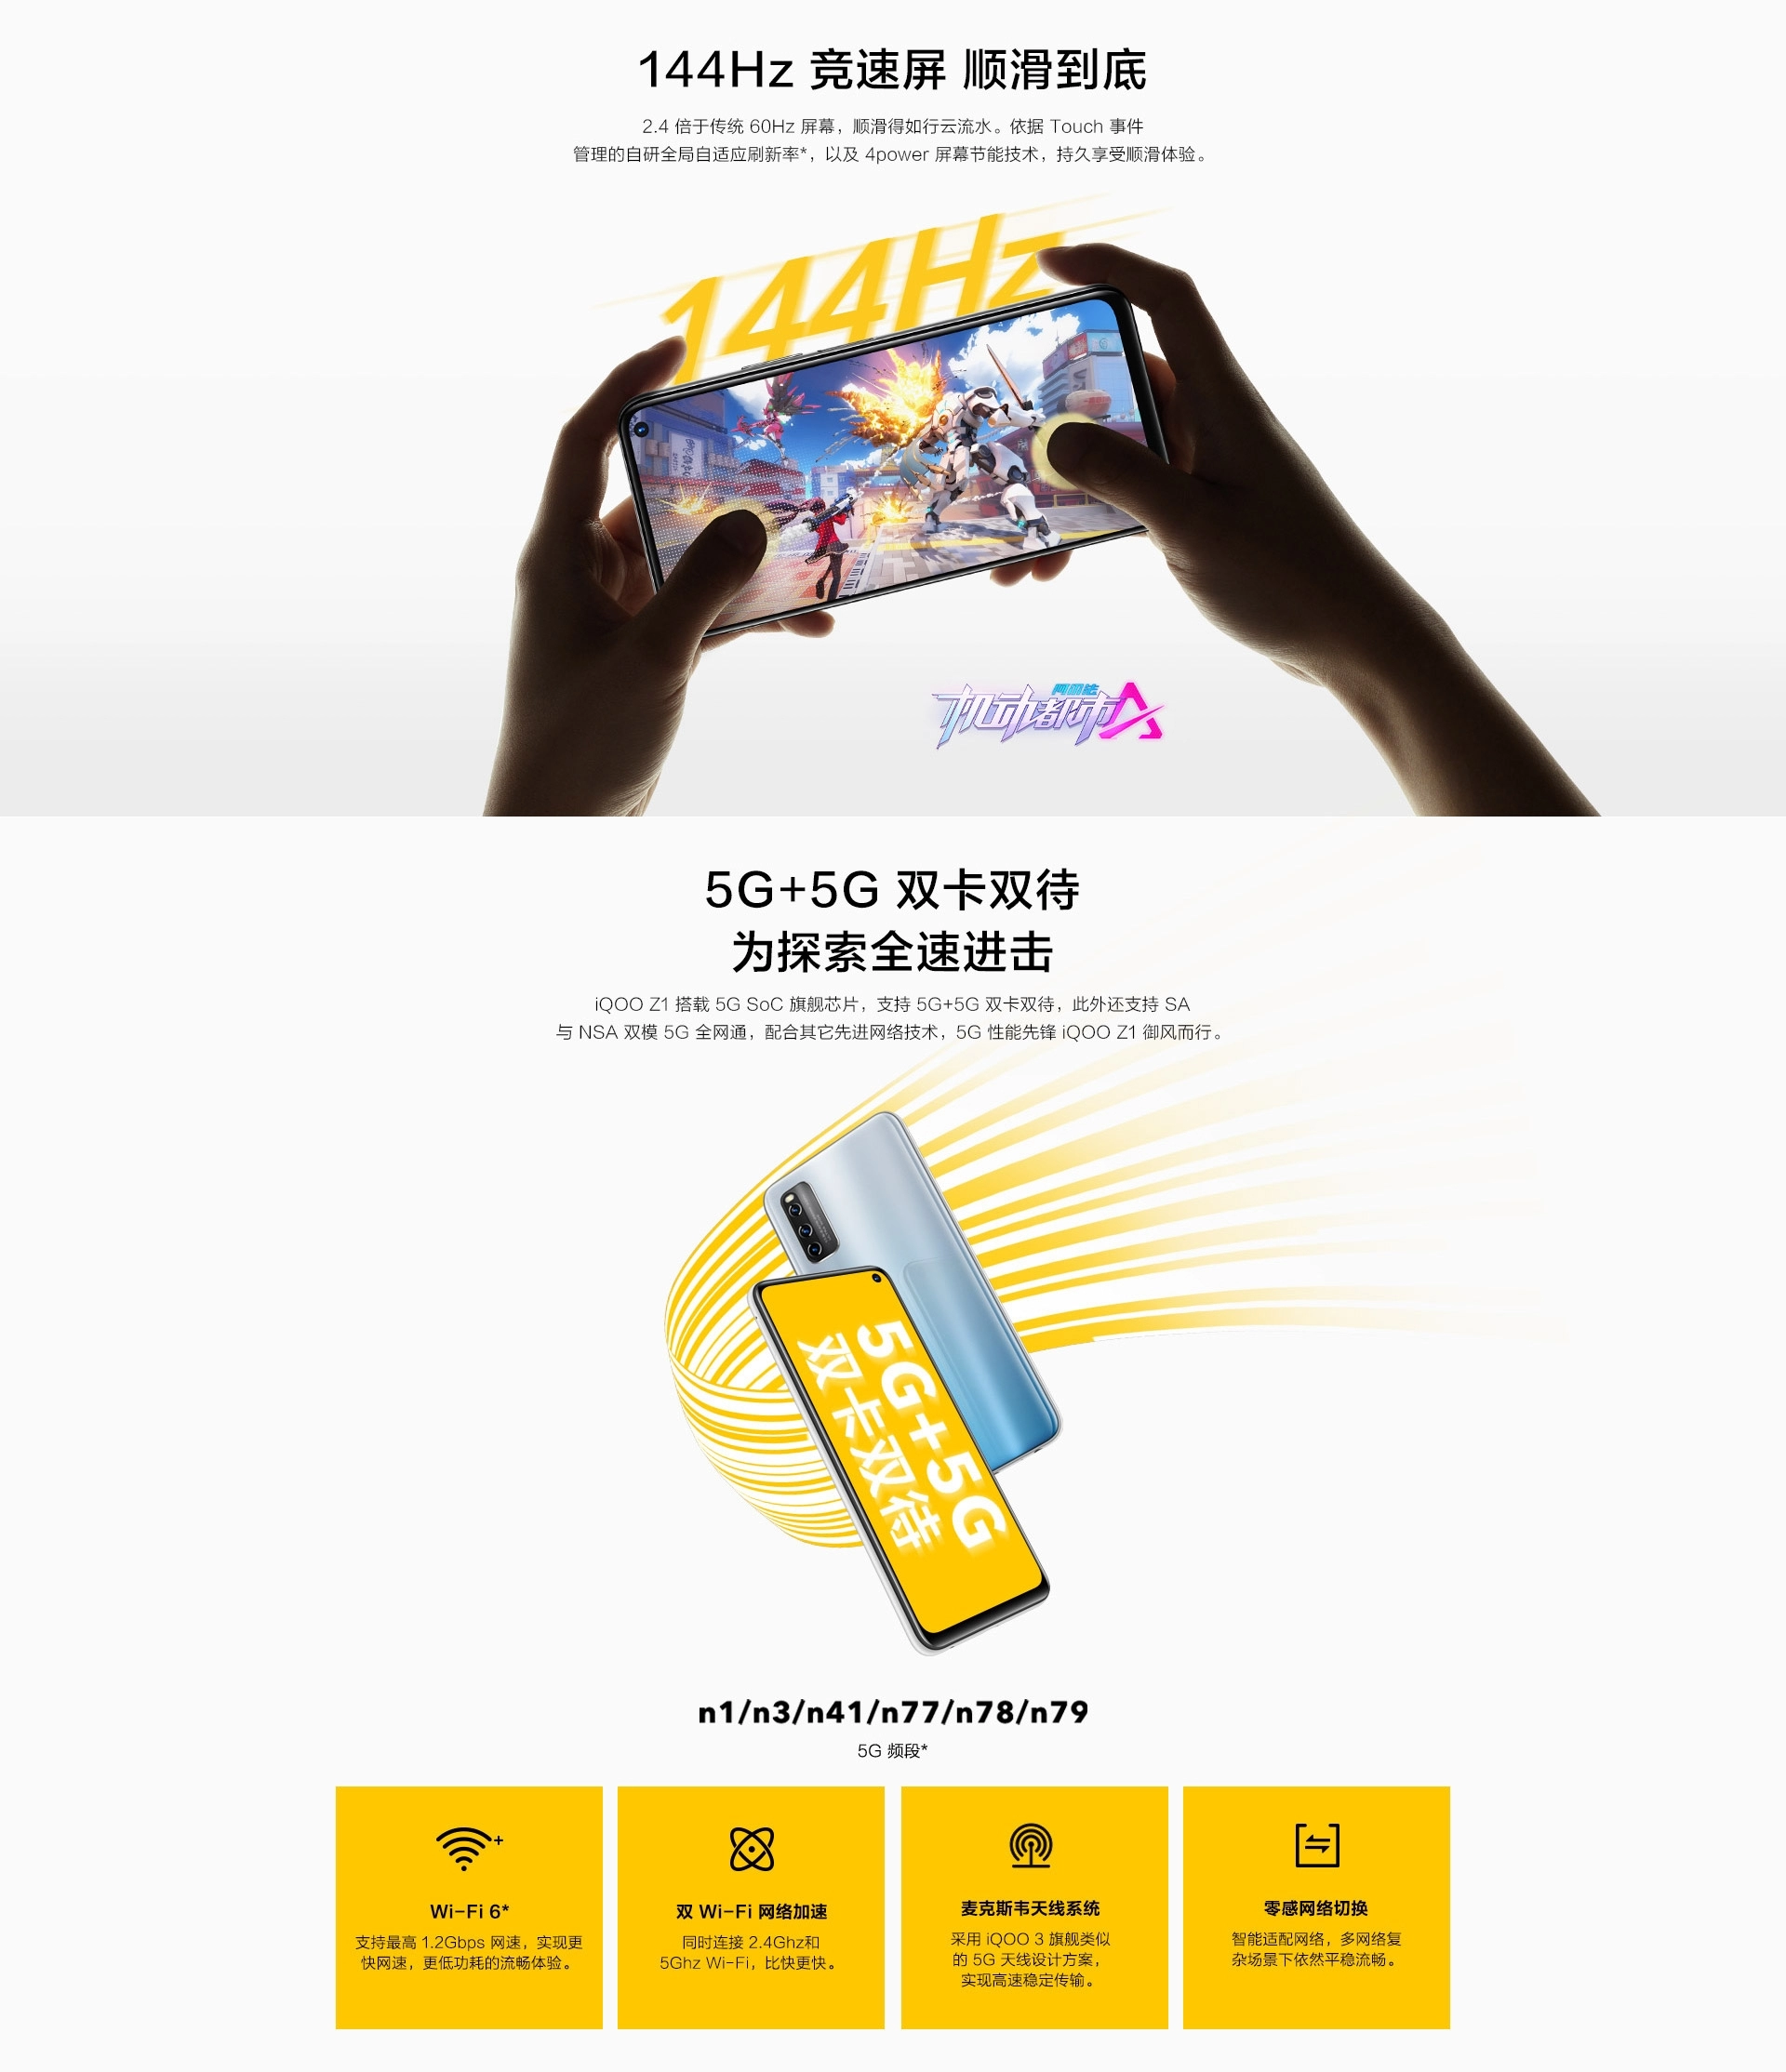 144Hz 竞速屏 顺滑到底
2.4 倍于传统 60Hz 屏幕，顺滑得如行云流水。依据 Touch 事件
管理的自研全局自适应刷新率*，以及 4power 屏幕节能技术，持久享受顺滑体验。
144Hz
阿尔法
机动都市A
5G+5G 双卡双待
为探索全速进击
iQOO Z1 搭载 5G SoC 旗舰芯片，支持 5G+5G 双卡双待，此外还支持 SA
与 NSA 双模 5G 全网通，配合其它先进网络技术，5G 性能先锋 iQOO Z1 御风而行。
5G+5G
双卡双待
n1/n3/n41/n77/n78/n79
5G 频段*
Wi-Fi 6*
支持最高 1.2Gbps 网速，实现更
快网速，更低功耗的流畅体验。
双 Wi-Fi 网络加速
同时连接 2.4Ghz和
5Ghz Wi-Fi，比快更快。
麦克斯韦天线系统
采用 iQOO 3 旗舰类似
的 5G 天线设计方案，
实现高速稳定传输。
零感网络切换
智能适配网络，多网络复
杂场景下依然平稳流畅。